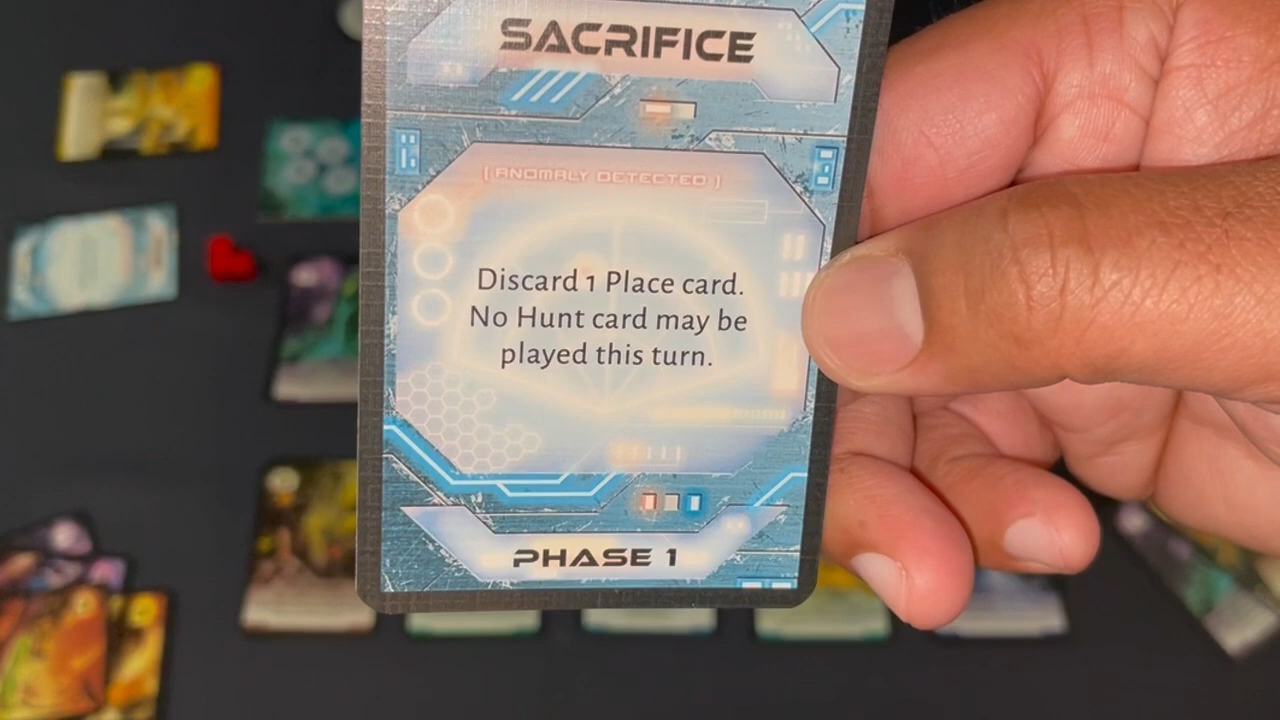 SACRIFICE
[ANOMALY DETECTED]
Discard 1 Place card.
No Hunt card may be
played this turn.
PHASE 1